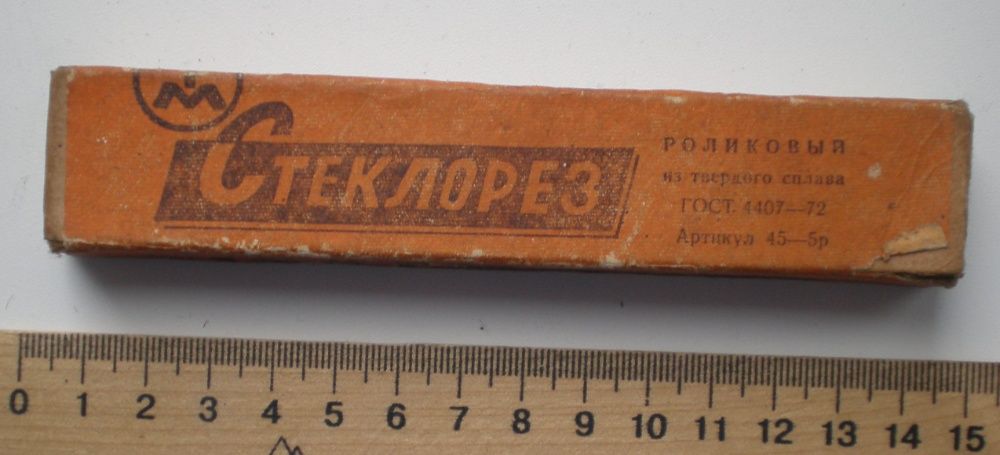 М
Стеклорез
РОЛИКОВЫЙ
из твердого сплава
ГОСТ 4407—72
Артикул 45—5р
0 1 2 3 4 5 6 7 8 9 10 11 12 13 14 15